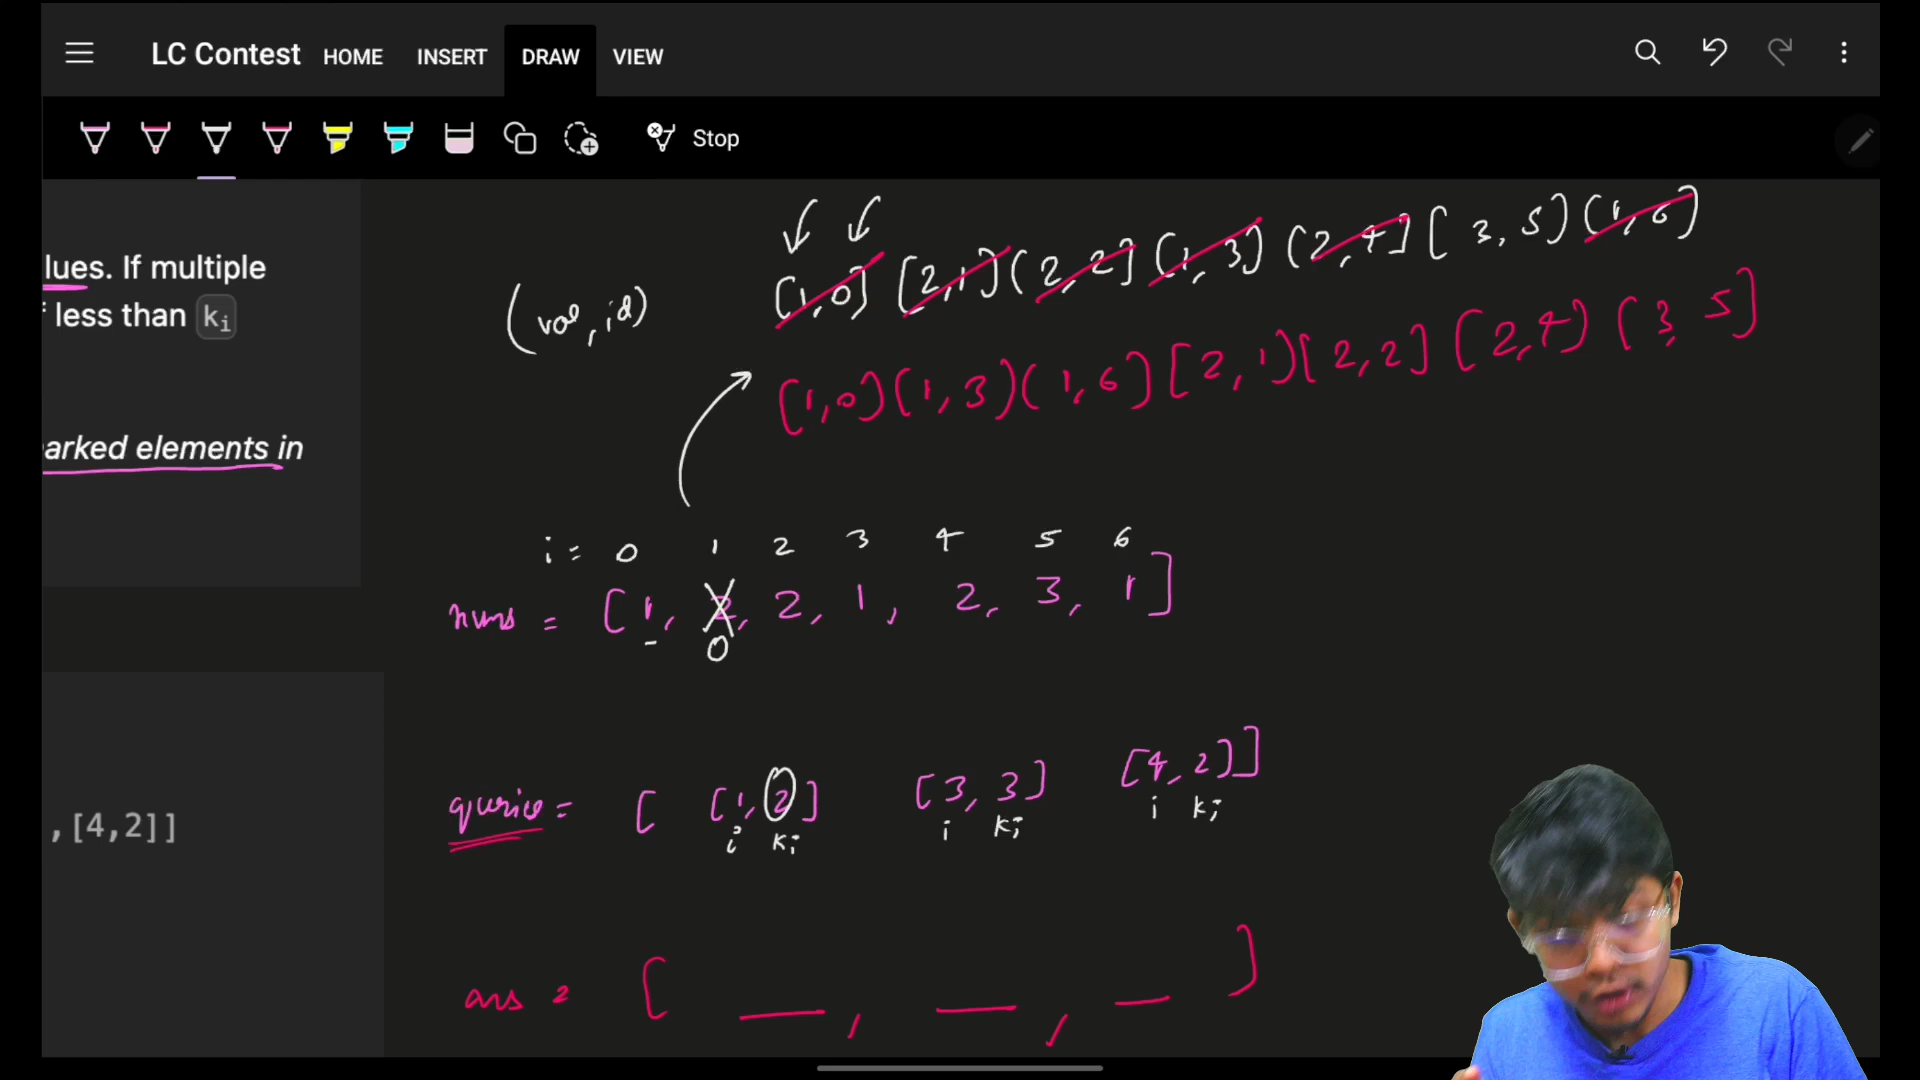 LC Contest HOME INSERT DRAW VIEW
Stop
lues. If multiple
less than ki
arked elements in
,[4,2]]
(val, id)
[1,0] [2,1] (2,2] (1,3] (2,4] [3,5] (1,6]
[1,0] (1,3) (1,6] [2,1] [2,2] [2,4) [3, 5]
i = 0 1 2 3 4 5 6
nums = [1, 2, 2, 1, 2, 3, 1]
0
queries = [ [1, 2] [3, 3] [4, 2]]
i ki i ki i ki
ans = [ __, __, __ ]